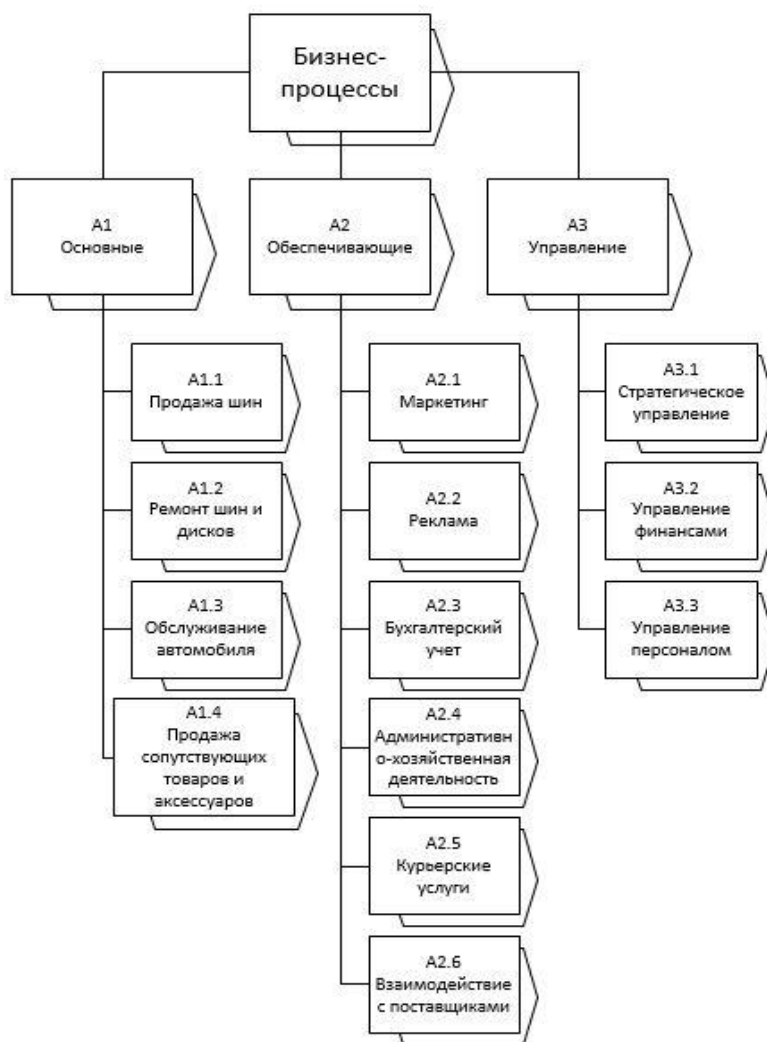 Бизнес-
процессы
А1
Основные
А2
Обеспечивающие
А3
Управление
А1.1
Продажа шин
А1.2
Ремонт шин и
дисков
А1.3
Обслуживание
автомобиля
А1.4
Продажа
сопутствующих
товаров и
аксессуаров
А2.1
Маркетинг
А2.2
Реклама
А2.3
Бухгалтерский
учет
А2.4
Административн
о-хозяйственная
деятельность
А2.5
Курьерские
услуги
А2.6
Взаимодействие
с поставщиками
А3.1
Стратегическое
управление
А3.2
Управление
финансами
А3.3
Управление
персоналом